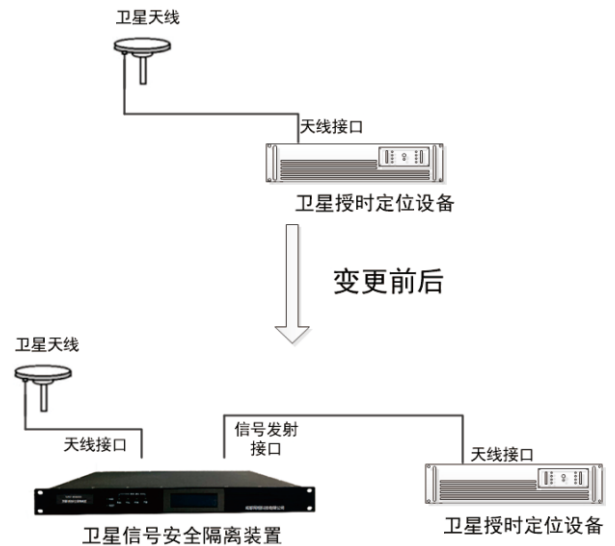 卫星天线
天线接口
卫星授时定位设备
变更前后
卫星天线
天线接口
信号发射
接口
天线接口
卫星信号安全隔离装置
卫星授时定位设备